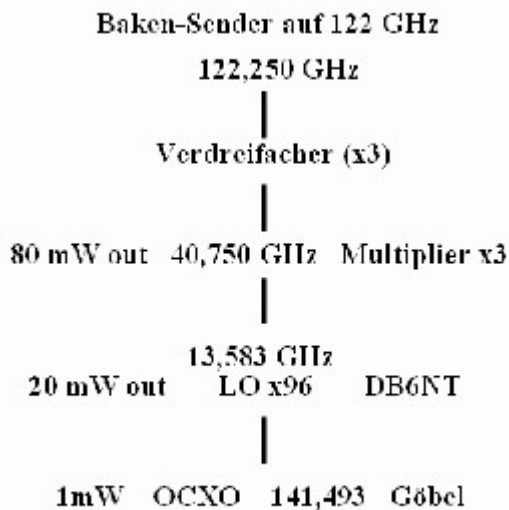 Baken-Sender auf 122 GHz
122,250 GHz
Verdreifacher (x3)
80 mW out 40,750 GHz Multiplier x3
13,583 GHz
20 mW out LO x96 DB6NT
1mW OCXO 141,493 Göbel